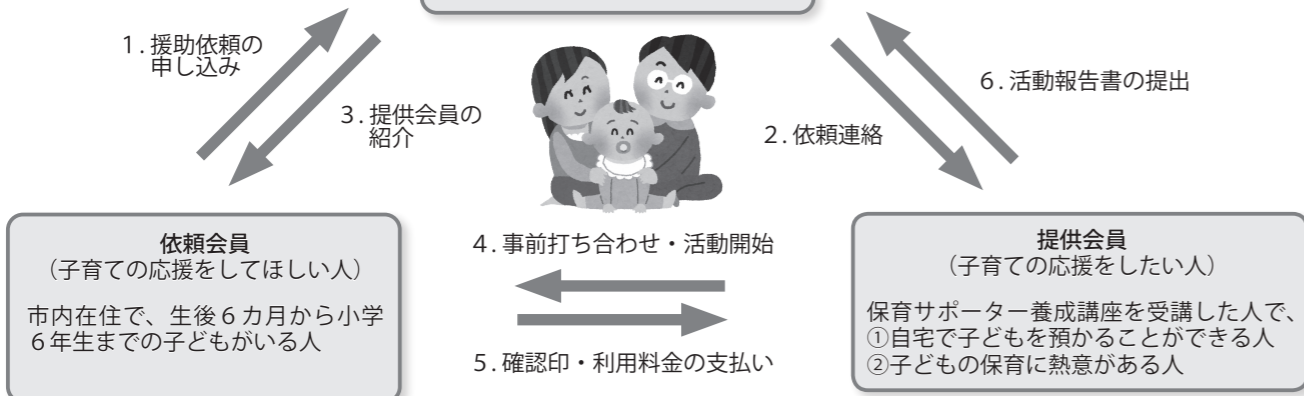 1.援助依頼の
申し込み
3.提供会員の
紹介
2.依頼連絡
6.活動報告書の提出
依頼会員
（子育ての応援をしてほしい人）
市内在住で、生後6カ月から小学
6年生までの子どもがいる人
4.事前打ち合わせ・活動開始
5.確認印・利用料金の支払い
提供会員
（子育ての応援をしたい人）
保育サポーター養成講座を受講した人で、
①自宅で子どもを預かることができる人
②子どもの保育に熱意がある人